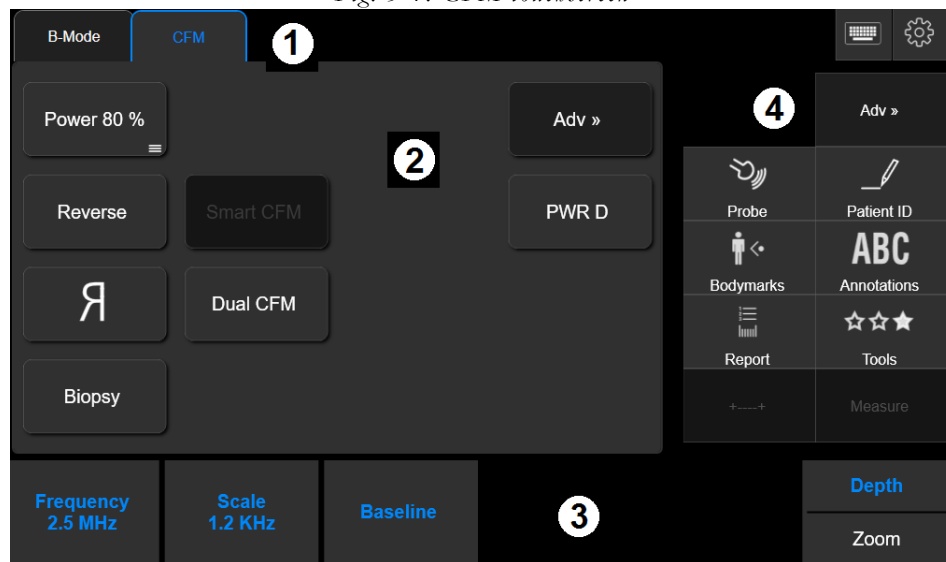 B-Mode
CFM
1
Power 80 %
Adv »
2
Reverse
Smart CFM
PWR D
Я
Dual CFM
Biopsy
4
Adv »
Probe
Patient ID
Bodymarks
ABC
Annotations
Report
Tools
+----+
Measure
Frequency
2.5 MHz
Scale
1.2 KHz
Baseline
3
Depth
Zoom